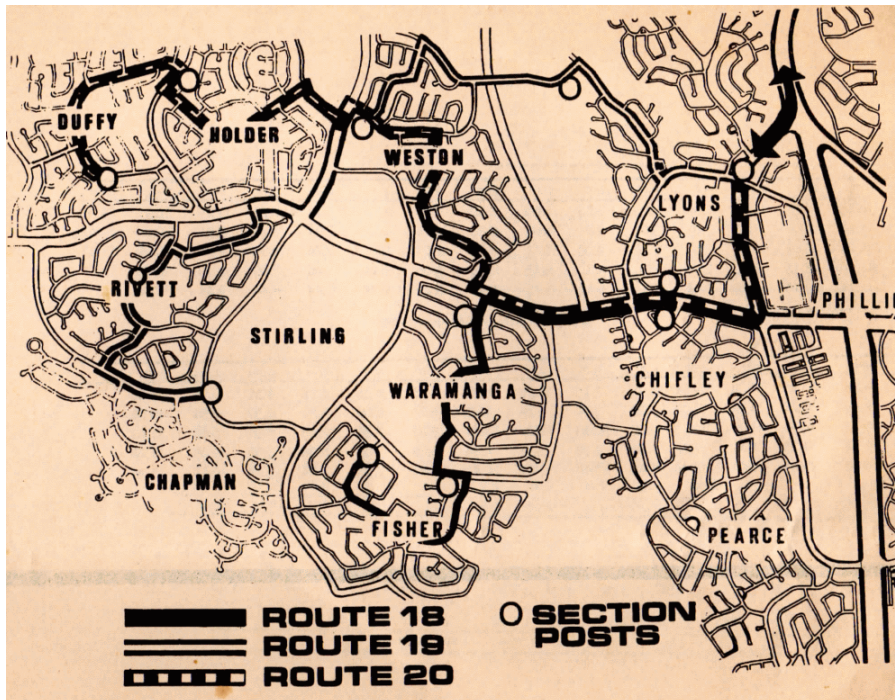 DUFFY
HOLDER
WESTON
LYONS
RIVETT
PHILLI
STIRLING
CHIFLEY
WARAMANGA
CHAPMAN
FISHER
PEARCE
ROUTE 18
ROUTE 19
ROUTE 20
SECTION
POSTS